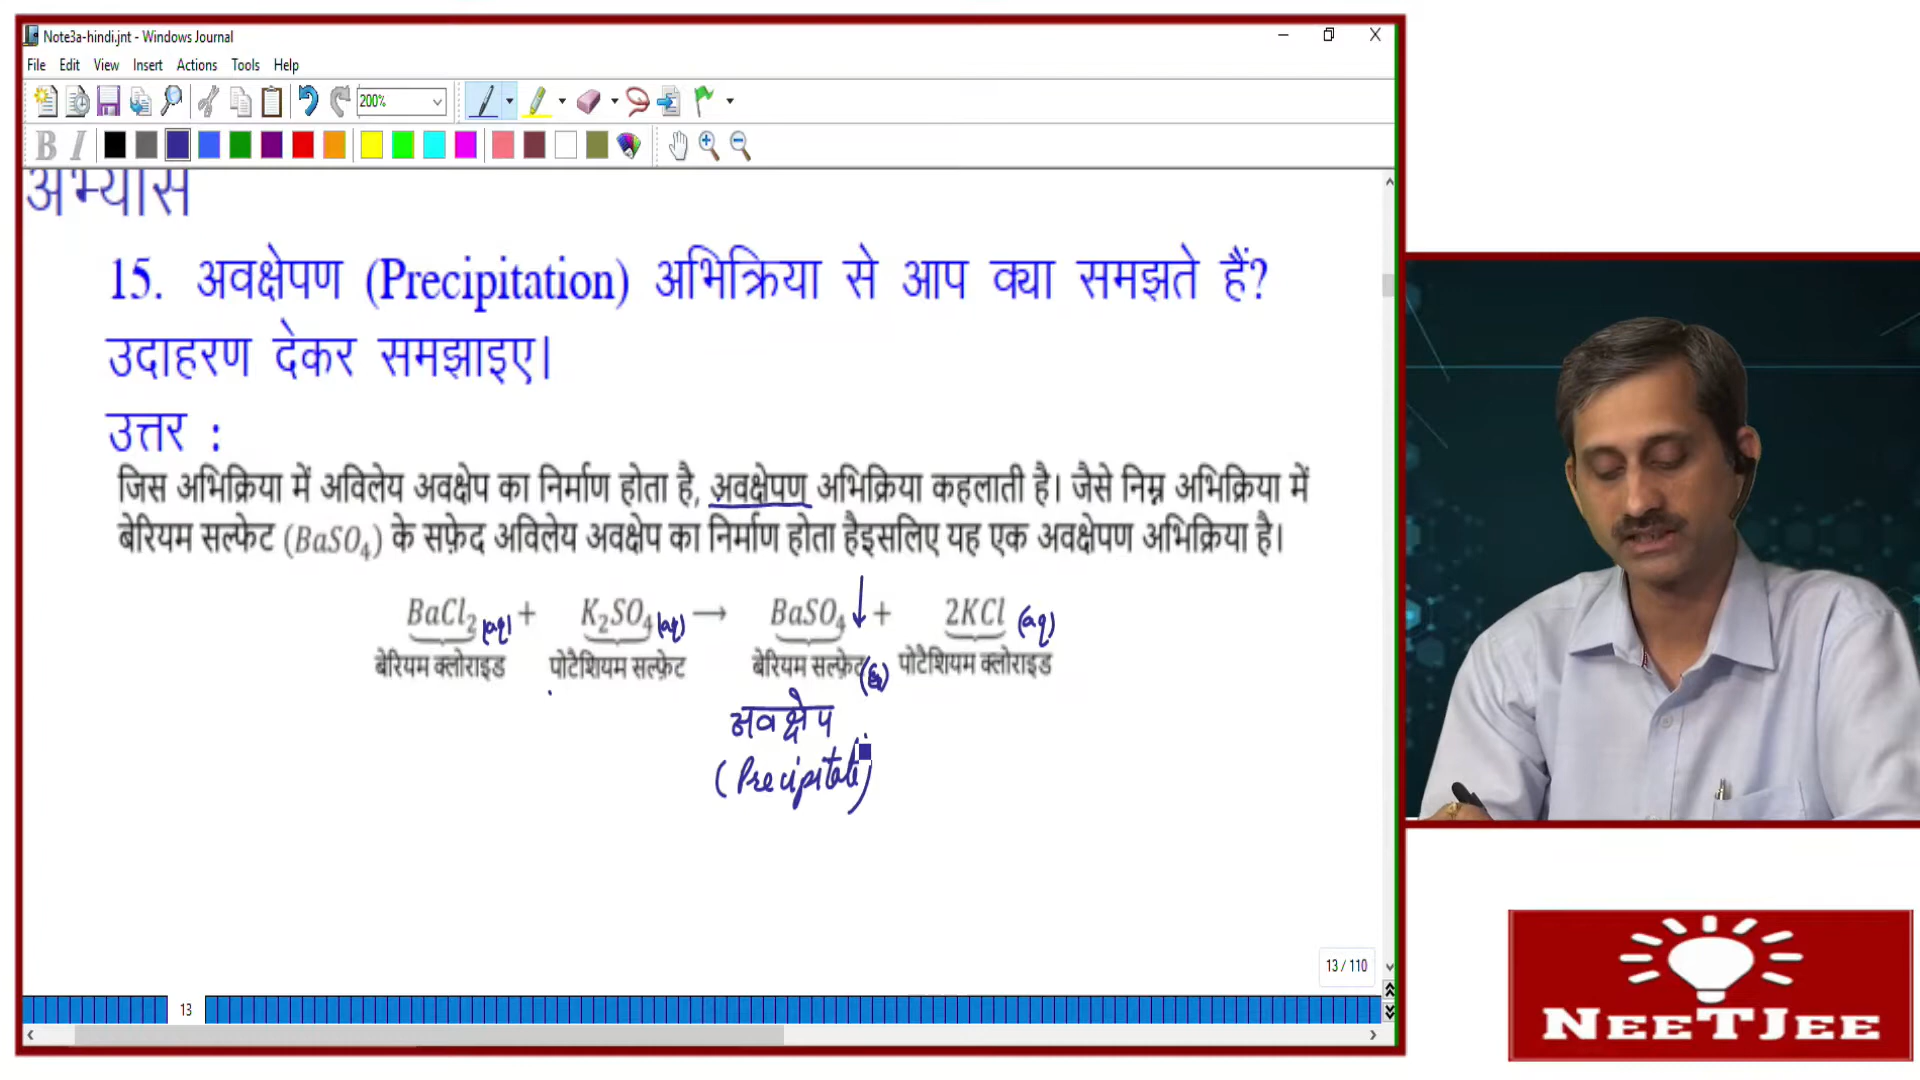 Note3a-hindi.jnt - Windows Journal
File Edit View Insert Actions Tools Help
200%
B I
अभ्यास
15. अवक्षेपण (Precipitation) अभिक्रिया से आप क्या समझते हैं?
उदाहरण देकर समझाइए।
उत्तर :
जिस अभिक्रिया में अविलेय अवक्षेप का निर्माण होता है, अवक्षेपण अभिक्रिया कहलाती है। जैसे निम्न अभिक्रिया में
बेरियम सल्फेट (BaSO₄) के सफ़ेद अविलेय अवक्षेप का निर्माण होता हैइसलिए यह एक अवक्षेपण अभिक्रिया है।
BaCl₂ (aq) + K₂SO₄ (aq) → BaSO₄ ↓ + 2KCl (aq)
बेरियम क्लोराइड पोटैशियम सल्फ़ेट बेरियम सल्फ़ेट (s) पोटैशियम क्लोराइड
अवक्षेप
(Precipitate)
13 / 110
13
NEETJEE